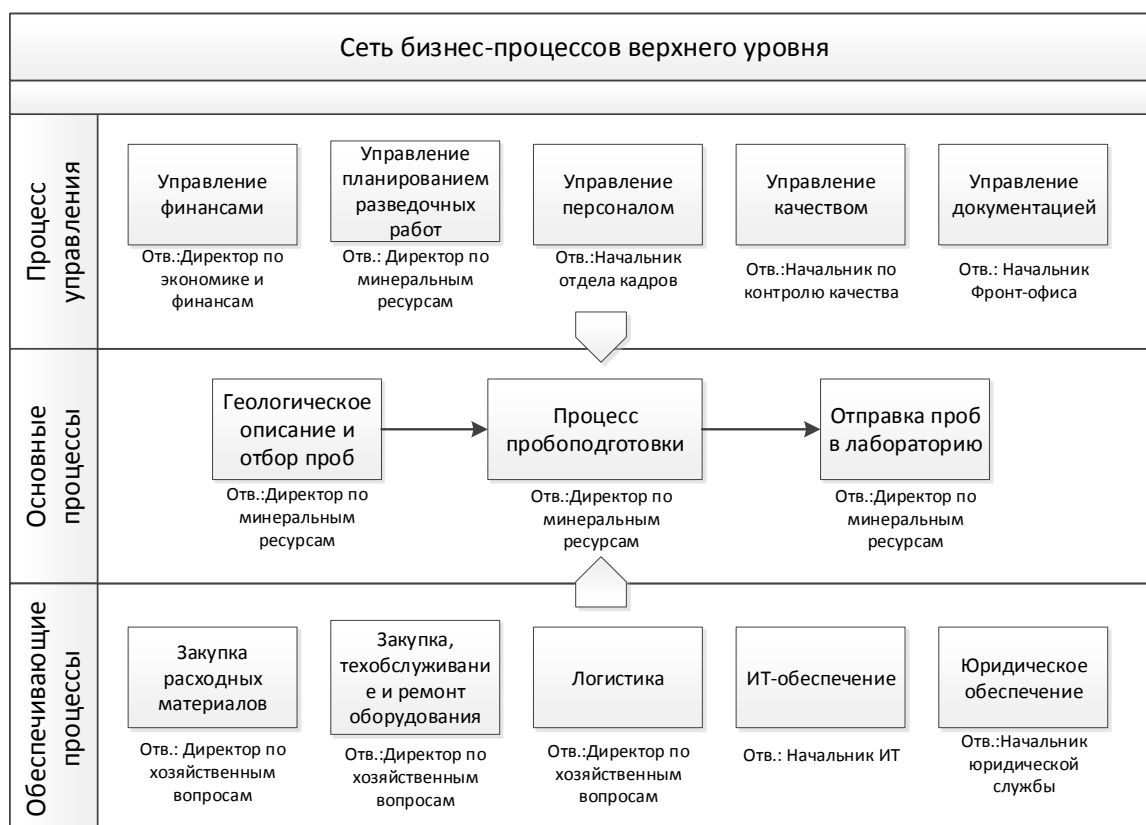 Сеть бизнес-процессов верхнего уровня
Процесс
управления
Управление
финансами
Отв.:Директор по
экономике и
финансам
Управление
планированием
разведочных
работ
Отв.: Директор по
минеральным
ресурсам
Управление
персоналом
Отв.:Начальник
отдела кадров
Управление
качеством
Отв.:Начальник по
контролю качества
Управление
документацией
Отв.: Начальник
Фронт-офиса
Основные
процессы
Геологическое
описание и
отбор проб
Отв.:Директор по
минеральным
ресурсам
Процесс
пробоподготовки
Отв.:Директор по
минеральным
ресурсам
Отправка проб
в лабораторию
Отв.:Директор по
минеральным
ресурсам
Обеспечивающие
процессы
Закупка
расходных
материалов
Отв.: Директор по
хозяйственным
вопросам
Закупка,
техобслуживани
е и ремонт
оборудования
Отв.:Директор по
хозяйственным
вопросам
Логистика
Отв.:Директор по
хозяйственным
вопросам
ИТ-обеспечение
Отв.: Начальник ИТ
Юридическое
обеспечение
Отв.:Начальник
юридической
службы